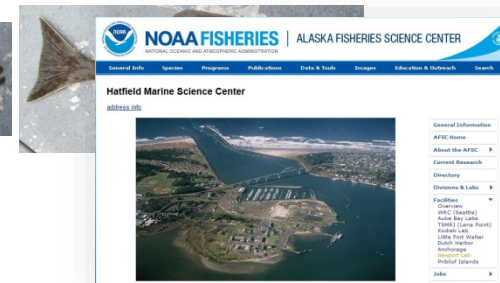 NOAA
NOAA FISHERIES
NATIONAL OCEANIC AND ATMOSPHERIC ADMINISTRATION
ALASKA FISHERIES SCIENCE CENTER
General Info Species Programs Publications Data & Tools Images Education & Outreach Search
Hatfield Marine Science Center
address info
General Information
AFSC Home
About the AFSC
Current Research
Directory
Divisions & Labs
Facilities
Overview
WRC (Seattle)
Auke Bay Labs
TSMRI (Lena Point)
Kodiak Lab
Little Port Walter
Dutch Harbor
Anchorage
Newport Lab
Pribilof Islands
Jobs